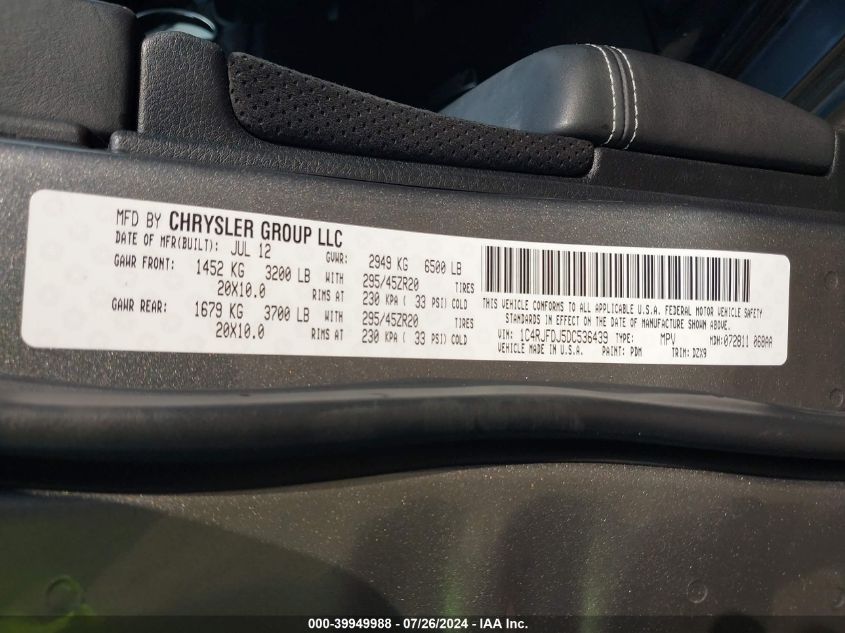 MFD BY CHRYSLER GROUP LLC
DATE OF MFR(BUILT): JUL 12 GVWR: 2949 KG 6500 LB
GAWR FRONT: 1452 KG 3200 LB WITH 295/45ZR20 TIRES
20X10.0 RIMS AT 230 KPA ( 33 PSI) COLD
GAWR REAR: 1679 KG 3700 LB WITH 295/45ZR20 TIRES
20X10.0 RIMS AT 230 KPA ( 33 PSI) COLD
THIS VEHICLE CONFORMS TO ALL APPLICABLE U.S.A. FEDERAL MOTOR VEHICLE SAFETY
STANDARDS IN EFFECT ON THE DATE OF MANUFACTURE SHOWN ABOVE
VIN: 1C4RJFDJ5DC536439 TYPE: MPV MDH: 072811 068AA
VEHICLE MADE IN U.S.A. PAINT: PDM TRIM: DZX9
000-39949988 - 07/26/2024 - IAA Inc.